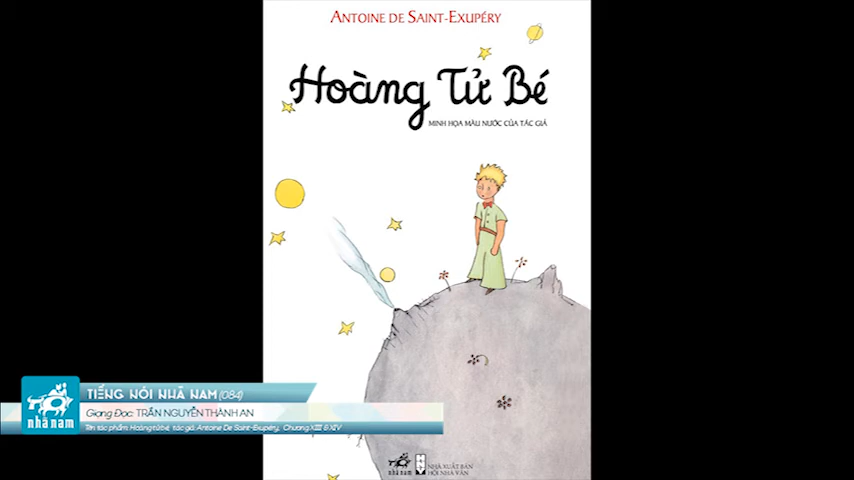 ANTOINE DE SAINT-EXUPÉRY
Hoàng Tử Bé
MINH HỌA MÀU NƯỚC CỦA TÁC GIẢ
TIẾNG NÓI NHÃ NAM (084)
Giọng Đọc: TRẦN NGUYỄN THÀNH AN
Tên tác phẩm: Hoàng tử bé, tác giả: Antoine De Saint-Exupéry, Chương XIII & XIV
nhã nam
nhã nam
NHÀ XUẤT BẢN
HỘI NHÀ VĂN